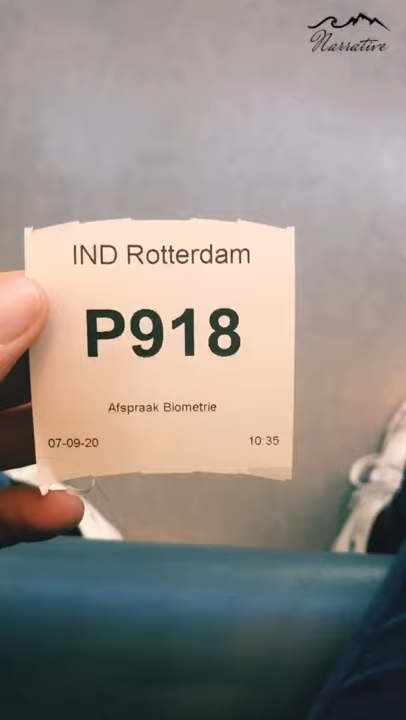 Narrative
IND Rotterdam
P918
Afspraak Biometrie
07-09-20 10:35